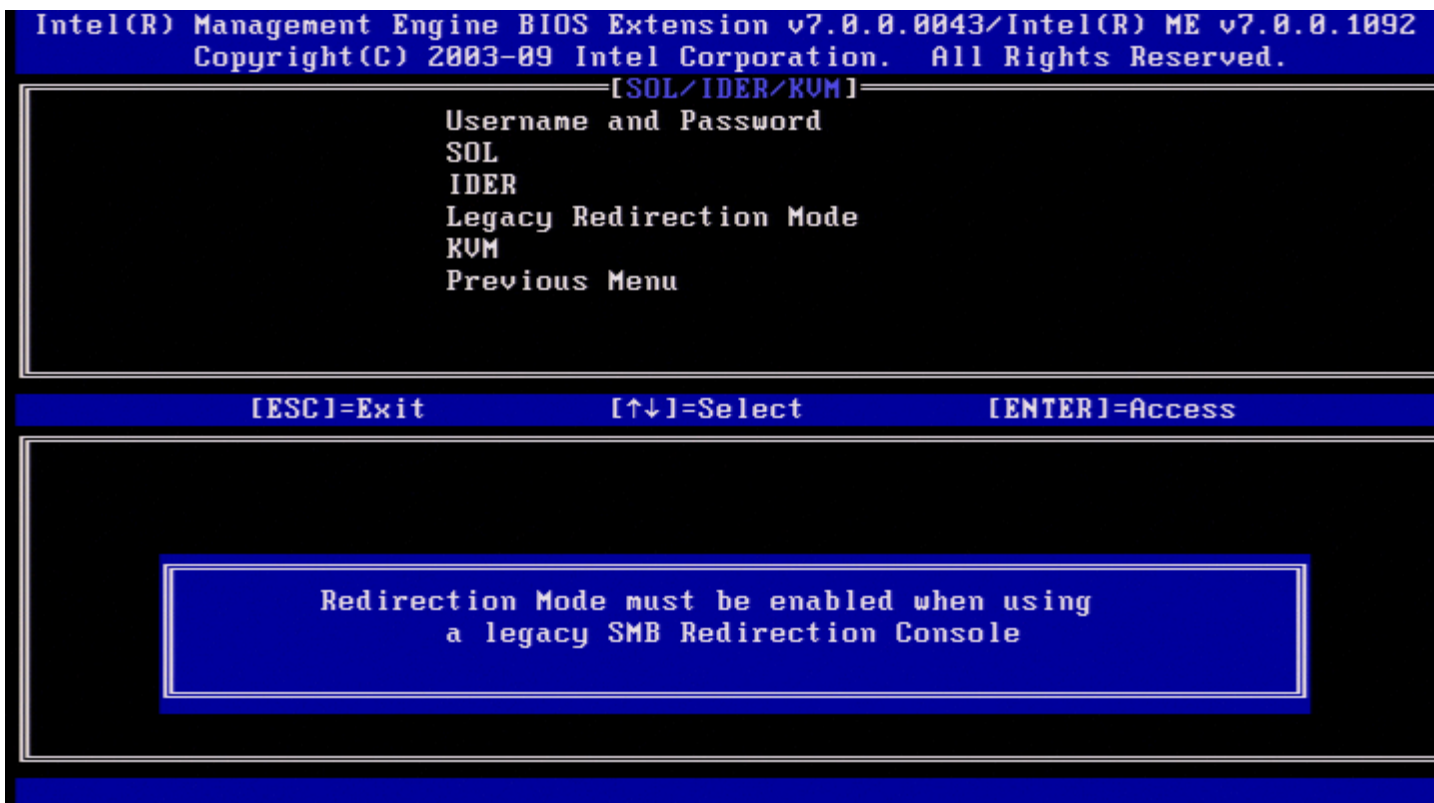 Intel(R) Management Engine BIOS Extension v7.0.0.0043/Intel(R) ME v7.0.0.1092
Copyright(C) 2003-09 Intel Corporation. All Rights Reserved.
[SOL/IDER/KVM]
Username and Password
SOL
IDER
Legacy Redirection Mode
KVM
Previous Menu
[ESC]=Exit [↑↓]=Select [ENTER]=Access
Redirection Mode must be enabled when using
a legacy SMB Redirection Console